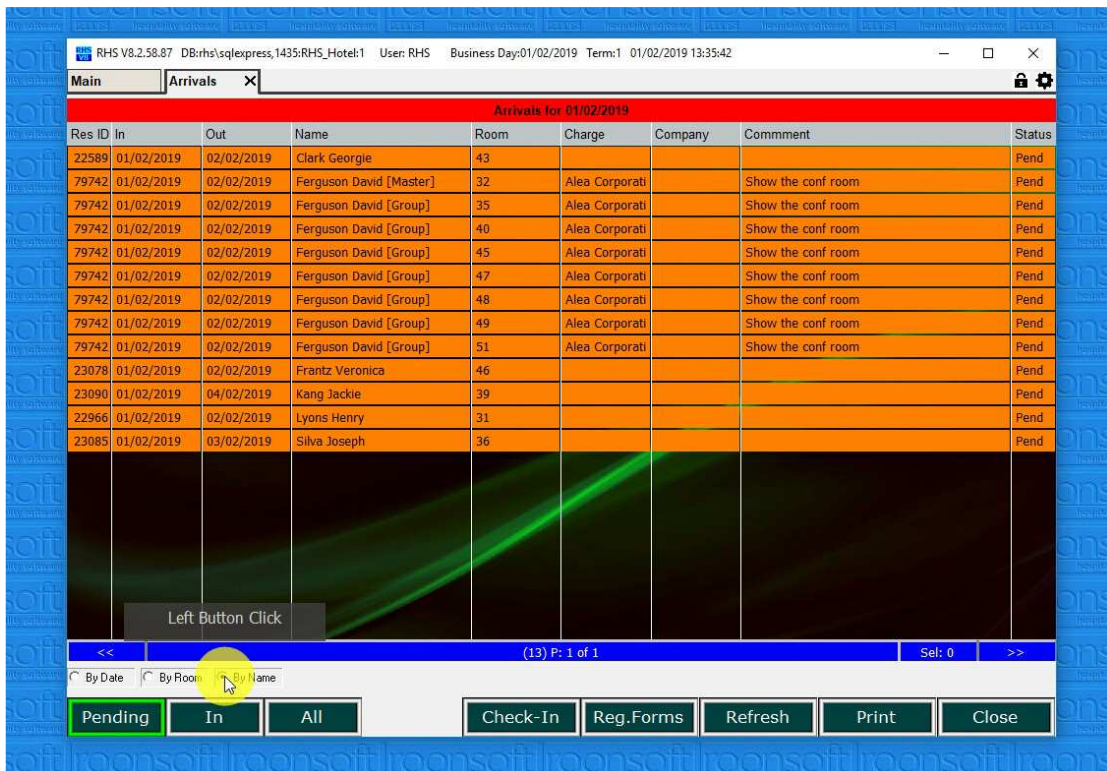 RHS V8.2.58.87 DB:rhs\sqlexpress,1435:RHS_Hotel:1 User: RHS Business Day:01/02/2019 Term:1 01/02/2019 13:35:42
Main Arrivals X
Arrivals for 01/02/2019
Res ID In Out Name Room Charge Company Commment Status
22589 01/02/2019 02/02/2019 Clark Georgie 43 Pend
79742 01/02/2019 02/02/2019 Ferguson David [Master] 32 Alea Corporati Show the conf room Pend
79742 01/02/2019 02/02/2019 Ferguson David [Group] 35 Alea Corporati Show the conf room Pend
79742 01/02/2019 02/02/2019 Ferguson David [Group] 40 Alea Corporati Show the conf room Pend
79742 01/02/2019 02/02/2019 Ferguson David [Group] 45 Alea Corporati Show the conf room Pend
79742 01/02/2019 02/02/2019 Ferguson David [Group] 47 Alea Corporati Show the conf room Pend
79742 01/02/2019 02/02/2019 Ferguson David [Group] 48 Alea Corporati Show the conf room Pend
79742 01/02/2019 02/02/2019 Ferguson David [Group] 49 Alea Corporati Show the conf room Pend
79742 01/02/2019 02/02/2019 Ferguson David [Group] 51 Alea Corporati Show the conf room Pend
23078 01/02/2019 02/02/2019 Frantz Veronica 46 Pend
23090 01/02/2019 04/02/2019 Kang Jackie 39 Pend
22966 01/02/2019 02/02/2019 Lyons Henry 31 Pend
23085 01/02/2019 03/02/2019 Silva Joseph 36 Pend
Left Button Click
<< (13) P: 1 of 1 Sel: 0 >>
By Date By Room By Name
Pending In All Check-In Reg.Forms Refresh Print Close